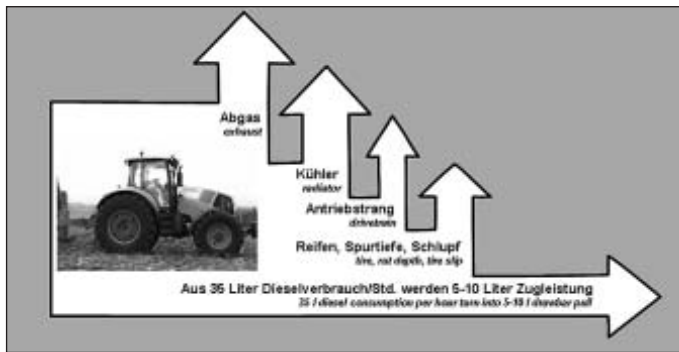 Abgas
exhaust
Kühler
radiator
Antriebstrang
drivetrain
Reifen, Spurtiefe, Schlupf
tire, rut depth, tire slip
Aus 35 Liter Dieselverbrauch/Std. werden 5-10 Liter Zugleistung
35 l diesel consumption per hour turn into 5-10 l drawbar pull